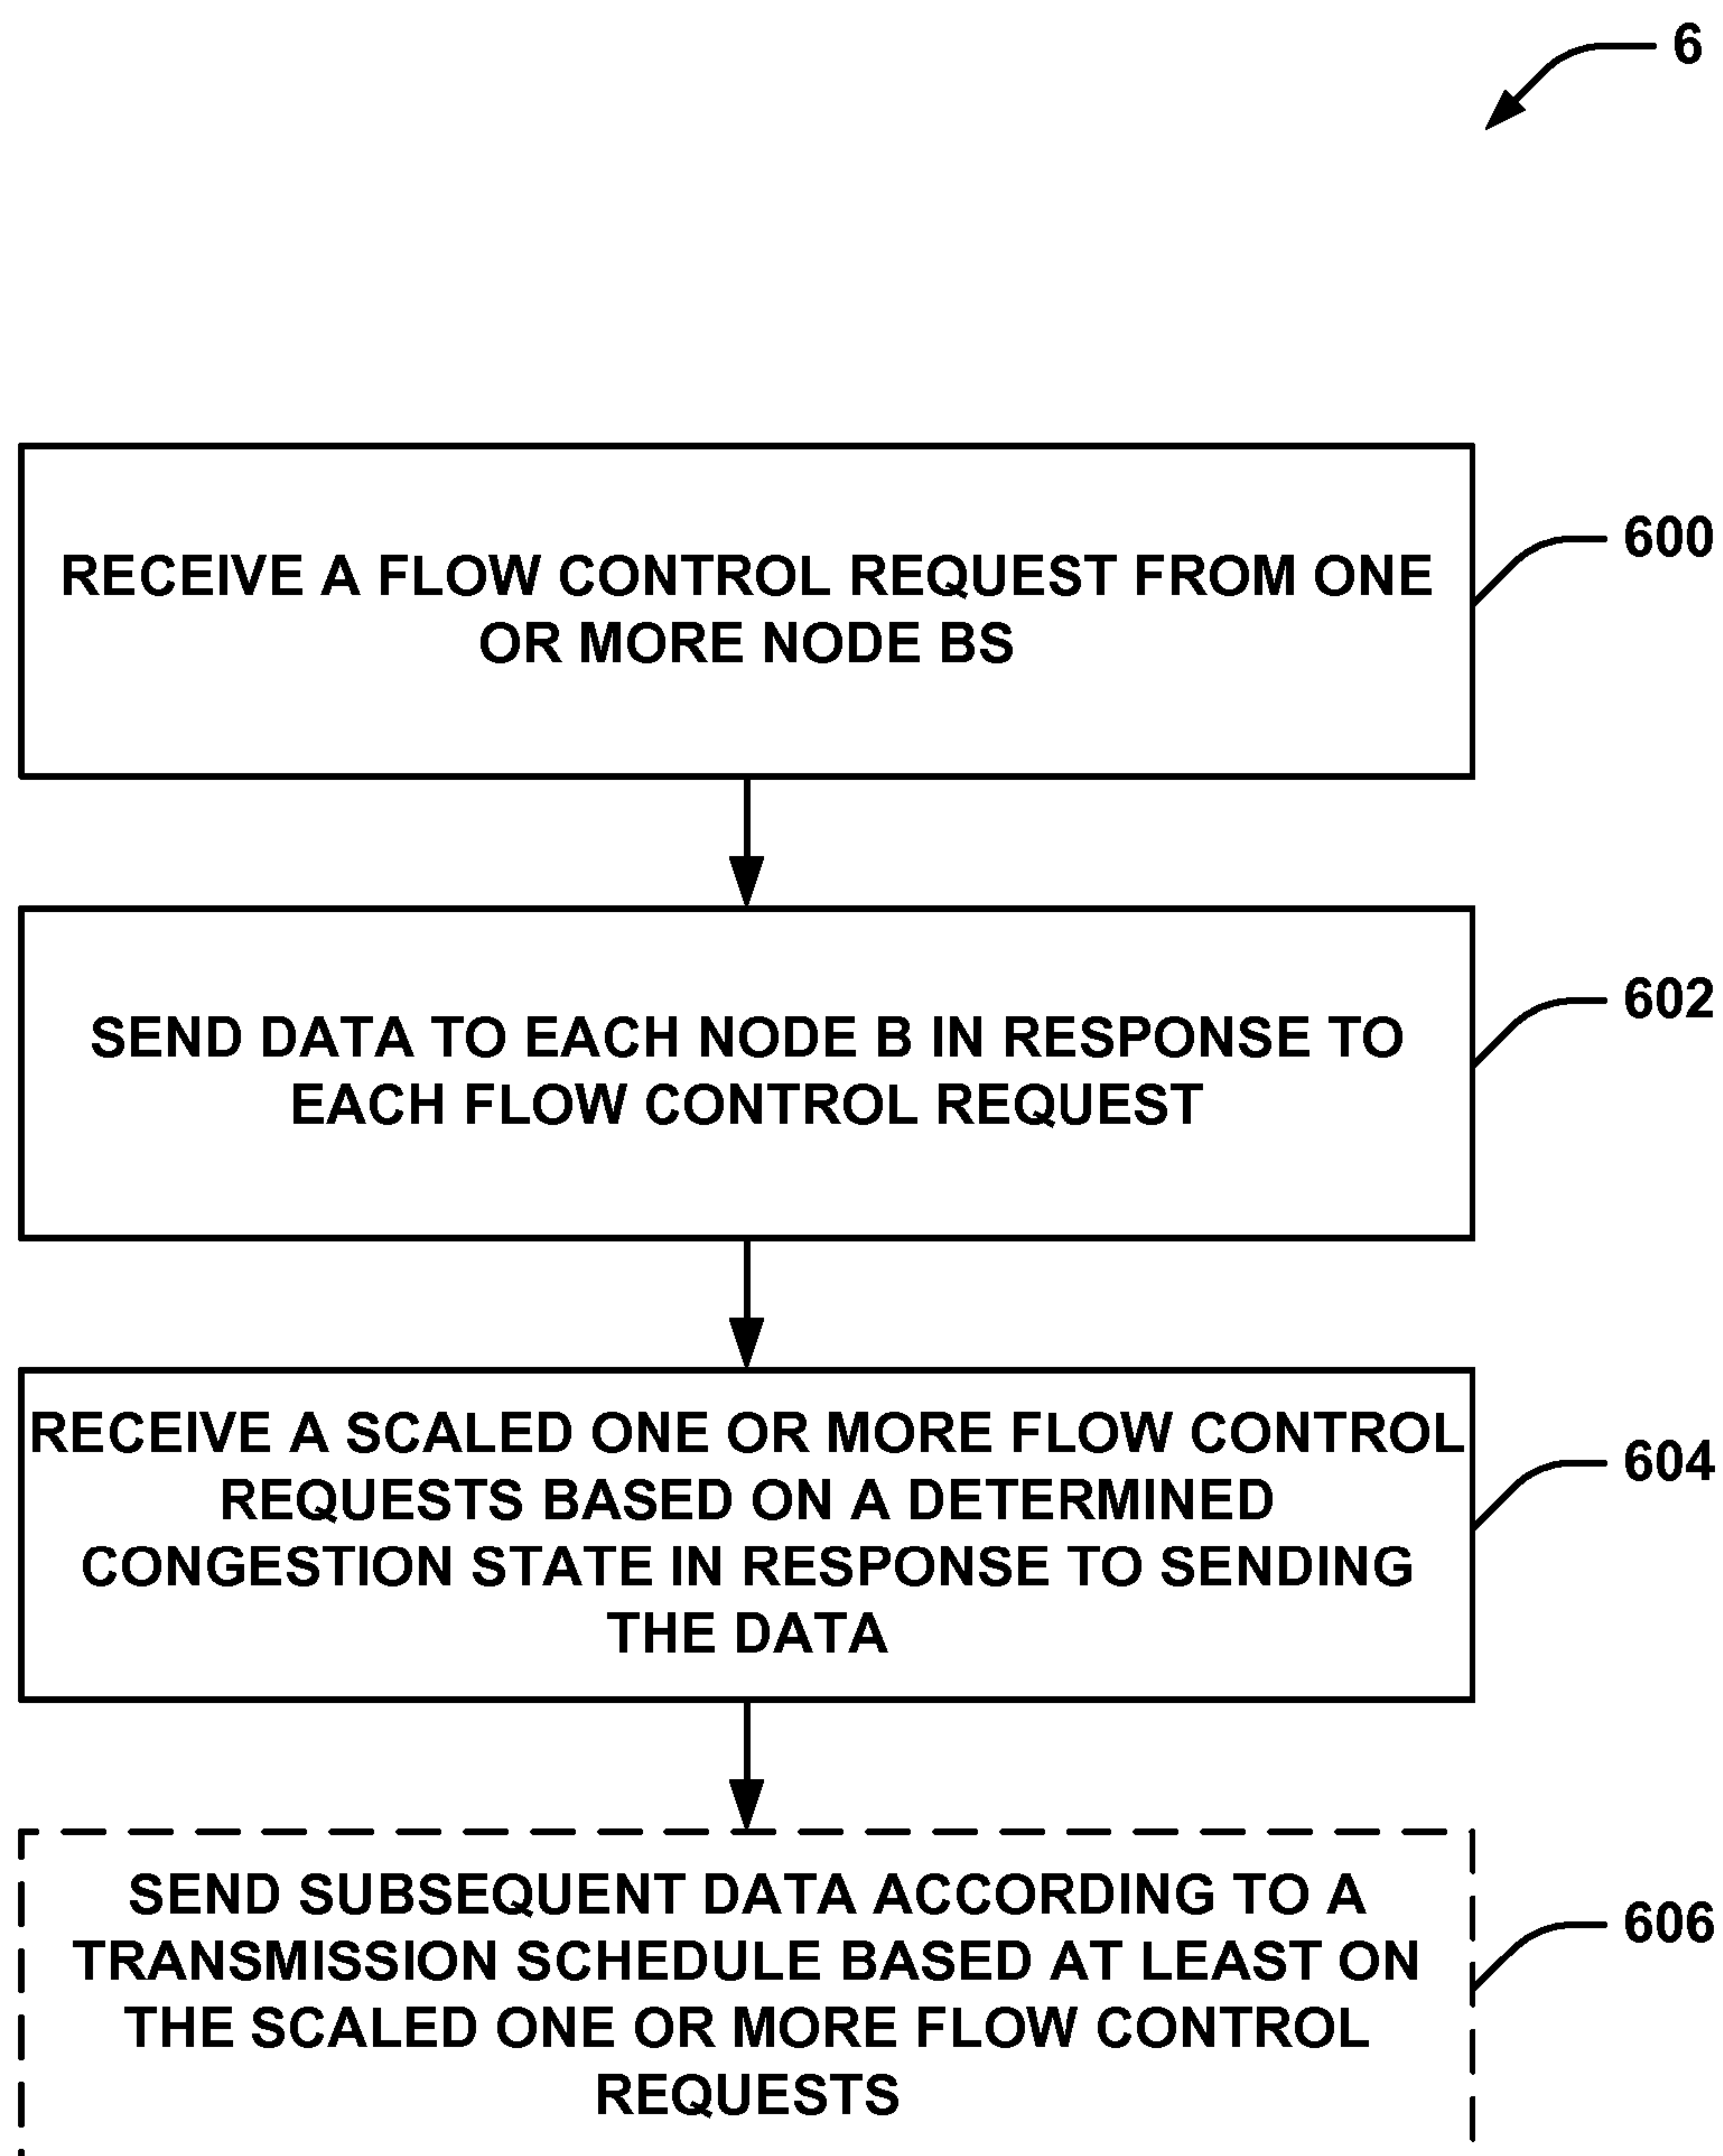 6
RECEIVE A FLOW CONTROL REQUEST FROM ONE
OR MORE NODE BS
600
SEND DATA TO EACH NODE B IN RESPONSE TO
EACH FLOW CONTROL REQUEST
602
RECEIVE A SCALED ONE OR MORE FLOW CONTROL
REQUESTS BASED ON A DETERMINED
CONGESTION STATE IN RESPONSE TO SENDING
THE DATA
604
SEND SUBSEQUENT DATA ACCORDING TO A
TRANSMISSION SCHEDULE BASED AT LEAST ON
THE SCALED ONE OR MORE FLOW CONTROL
REQUESTS
606